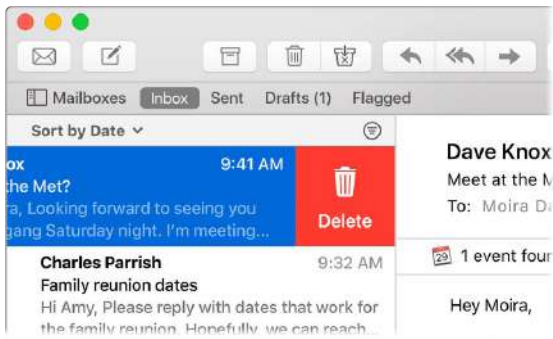 Mailboxes Inbox Sent Drafts (1) Flagged
Sort by Date
ox 9:41 AM
the Met?
ra, Looking forward to seeing you
gang Saturday night. I'm meeting...
Delete
Charles Parrish 9:32 AM
Family reunion dates
Hi Amy, Please reply with dates that work for
the family reunion. Hopefully, we can reach...
Dave Knox
Meet at the M
To: Moira Da
29 1 event four
Hey Moira,